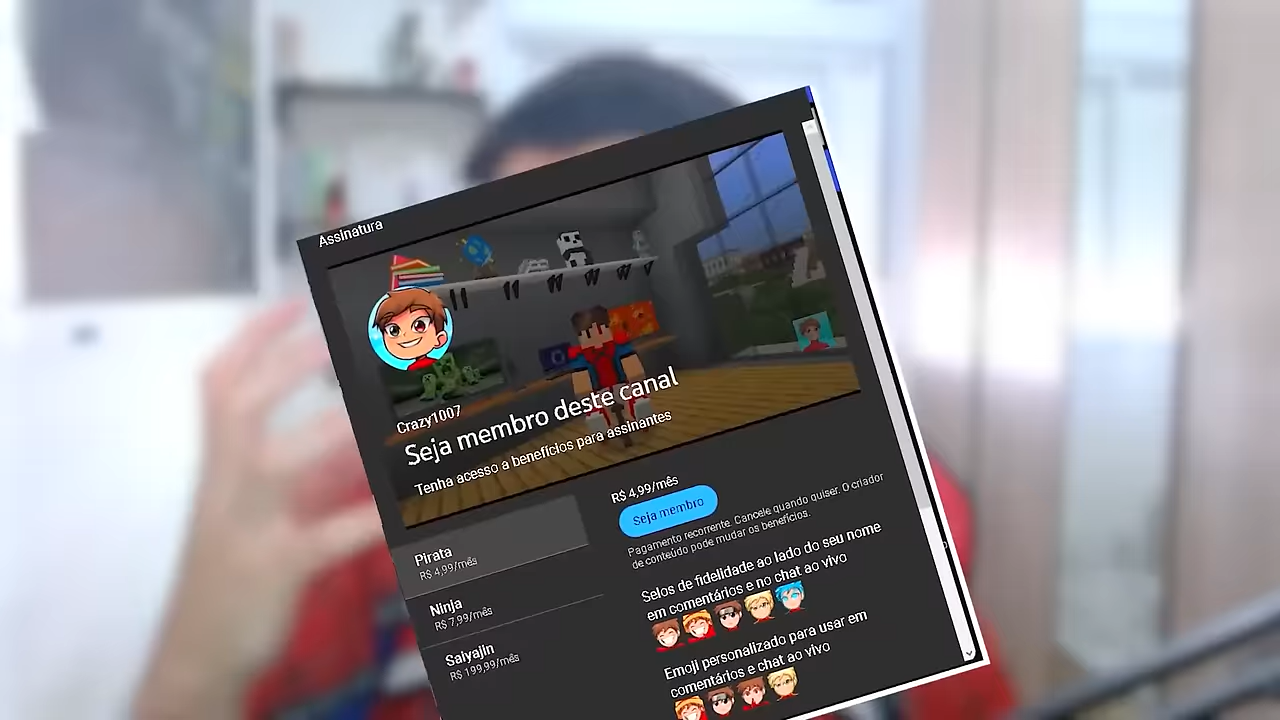 Assinatura
Crazy1007
Seja membro deste canal
Tenha acesso a benefícios para assinantes
R$ 4,99/mês
Seja membro
Pagamento recorrente. Cancele quando quiser. O criador
de conteúdo pode mudar os benefícios.
Pirata
R$ 4,99/mês
Ninja
R$ 7,99/mês
Saiyajin
R$ 199,99/mês
Selos de fidelidade ao lado do seu nome
em comentários e no chat ao vivo
Emoji personalizado para usar em
comentários e chat ao vivo